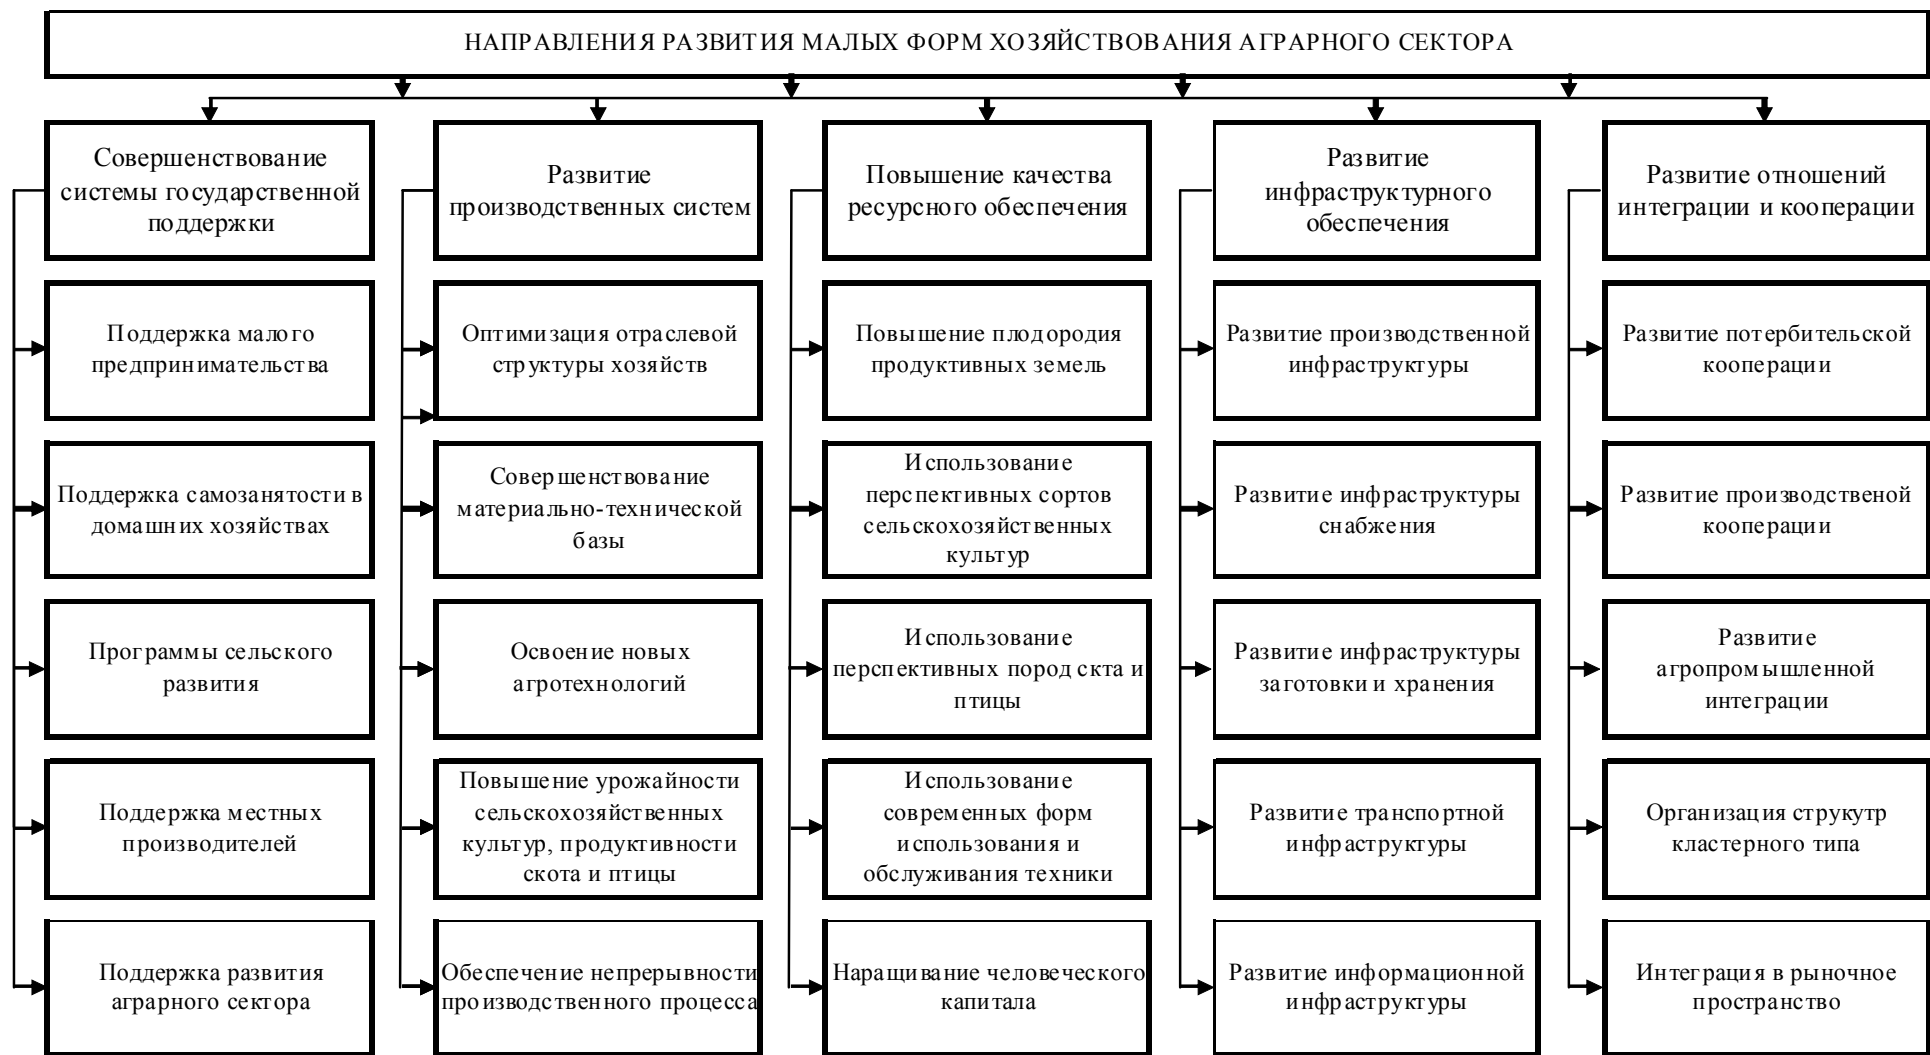 НАПРАВЛЕНИЯ РАЗВИТИЯ МАЛЫХ ФОРМ ХОЗЯЙСТВОВАНИЯ АГРАРНОГО СЕКТОРА
Совершенствование
системы государственной
поддержки
Развитие
производственных систем
Повышение качества
ресурсного обеспечения
Развитие
инфраструктурного
обеспечения
Развитие отношений
интеграции и кооперации
Поддержка малого
предпринимательства
Оптимизация отраслевой
структуры хозяйств
Повышение плодородия
продуктивных земель
Развитие производственной
инфраструктуры
Развитие потербительской
кооперации
Поддержка самозанятости в
домашних хозяйствах
Совершенствование
материально-технической
базы
Использование
перспективных сортов
сельскохозяйственных
культур
Развитие инфраструктуры
снабжения
Развитие производственой
кооперации
Программы сельского
развития
Освоение новых
агротехнологий
Использование
перспективных пород скта и
птицы
Развитие инфраструктуры
заготовки и хранения
Развитие
агропромышленной
интеграции
Поддержка местных
производителей
Повышение урожайности
сельскохозяйственных
культур, продуктивности
скота и птицы
Использование
современных форм
использования и
обслуживания техники
Развитие транспортной
инфраструктуры
Организация струкутр
кластерного типа
Поддержка развития
аграрного сектора
Обеспечение непрерывности
производственного процесса
Наращивание человеческого
капитала
Развитие информационной
инфраструктуры
Интеграция в рыночное
пространство